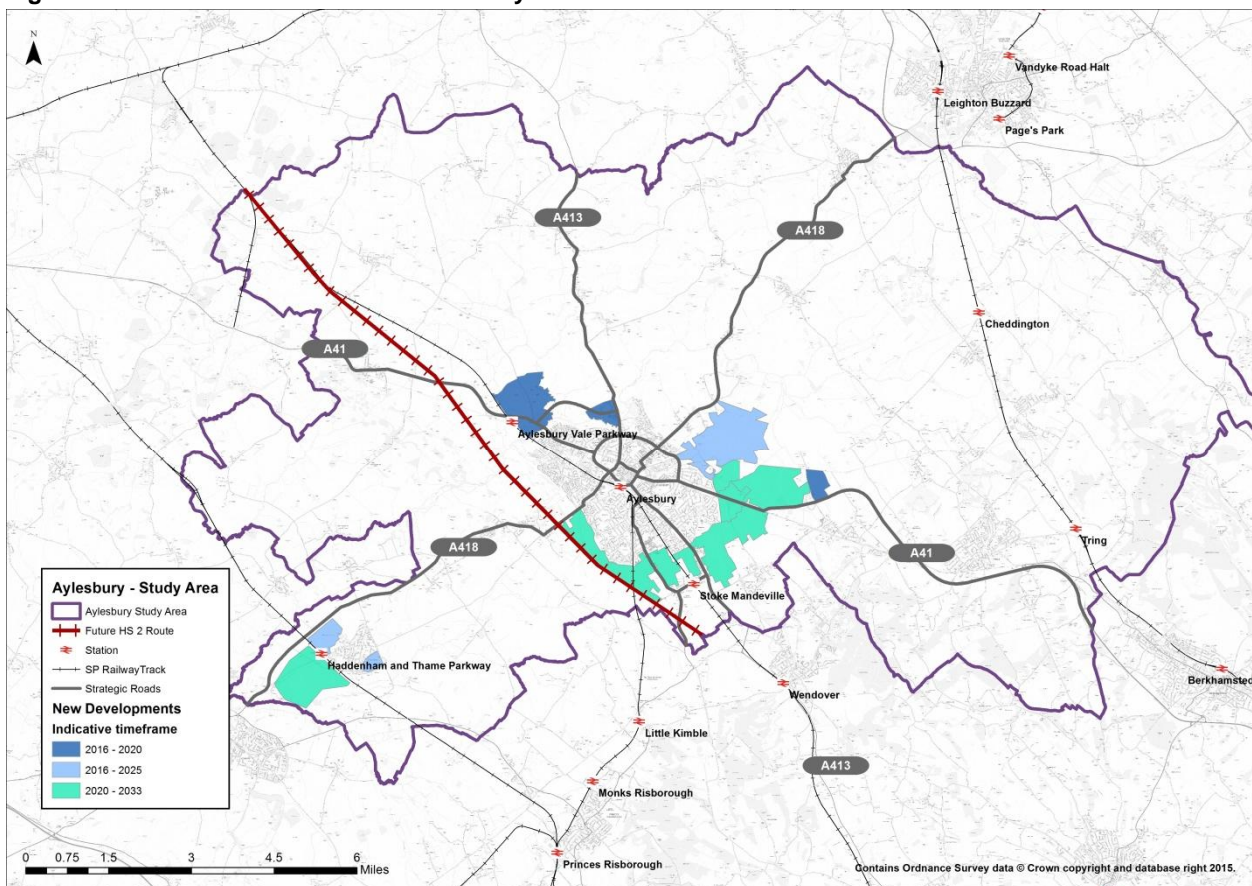 N
Vandyke Road Halt
Leighton Buzzard
Page's Park
A413
A418
Cheddington
A41
Aylesbury Vale Parkway
Aylesbury
A418
A41
Tring
Stoke Mandeville
Haddenham and Thame Parkway
Berkhamsted
Wendover
Little Kimble
A413
Monks Risborough
Princes Risborough
Aylesbury - Study Area
Aylesbury Study Area
Future HS 2 Route
Station
SP RailwayTrack
Strategic Roads
New Developments
Indicative timeframe
2016 - 2020
2016 - 2025
2020 - 2033
0 0.75 1.5 3 4.5 6
Miles
Contains Ordnance Survey data © Crown copyright and database right 2015.